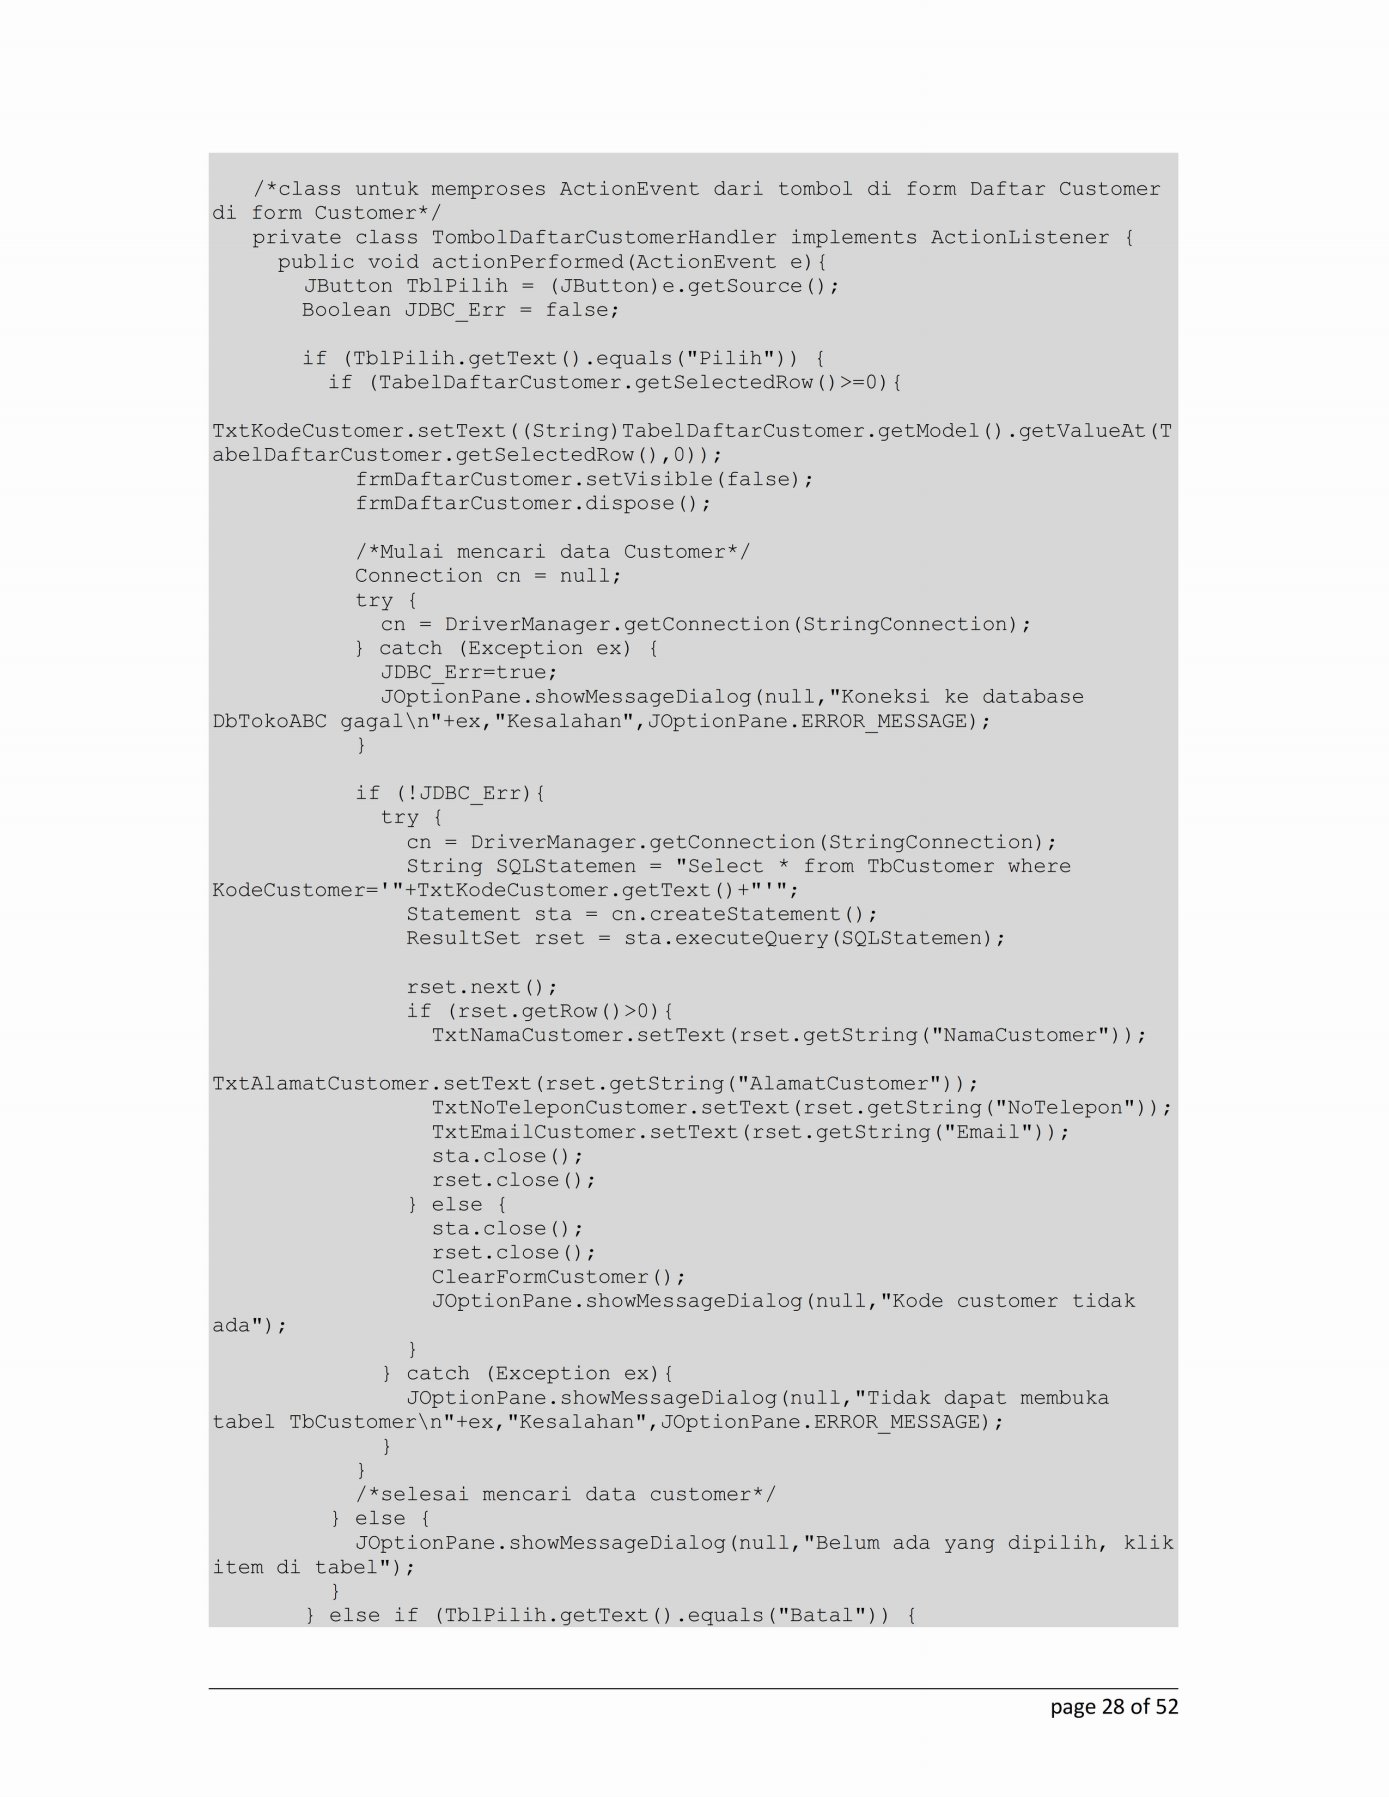 /*class untuk memproses ActionEvent dari tombol di form Daftar Customer
di form Customer*/
private class TombolDaftarCustomerHandler implements ActionListener {
public void actionPerformed(ActionEvent e){
JButton TblPilih = (JButton)e.getSource();
Boolean JDBC_Err = false;
if (TblPilih.getText().equals("Pilih")) {
if (TabelDaftarCustomer.getSelectedRow()>=0){
TxtKodeCustomer.setText((String)TabelDaftarCustomer.getModel().getValueAt(T
abelDaftarCustomer.getSelectedRow(),0));
frmDaftarCustomer.setVisible(false);
frmDaftarCustomer.dispose();
/*Mulai mencari data Customer*/
Connection cn = null;
try {
cn = DriverManager.getConnection(StringConnection);
} catch (Exception ex) {
JDBC_Err=true;
JOptionPane.showMessageDialog(null,"Koneksi ke database
DbTokoABC gagal\n"+ex,"Kesalahan",JOptionPane.ERROR_MESSAGE);
}
if (!JDBC_Err){
try {
cn = DriverManager.getConnection(StringConnection);
String SQLStatemen = "Select * from TbCustomer where
KodeCustomer='"+TxtKodeCustomer.getText()+"'";
Statement sta = cn.createStatement();
ResultSet rset = sta.executeQuery(SQLStatemen);
rset.next();
if (rset.getRow()>0){
TxtNamaCustomer.setText(rset.getString("NamaCustomer"));
TxtAlamatCustomer.setText(rset.getString("AlamatCustomer"));
TxtNoTeleponCustomer.setText(rset.getString("NoTelepon"));
TxtEmailCustomer.setText(rset.getString("Email"));
sta.close();
rset.close();
} else {
sta.close();
rset.close();
ClearFormCustomer();
JOptionPane.showMessageDialog(null,"Kode customer tidak
ada");
}
} catch (Exception ex){
JOptionPane.showMessageDialog(null,"Tidak dapat membuka
tabel TbCustomer\n"+ex,"Kesalahan",JOptionPane.ERROR_MESSAGE);
}
}
/*selesai mencari data customer*/
} else {
JOptionPane.showMessageDialog(null,"Belum ada yang dipilih, klik
item di tabel");
}
} else if (TblPilih.getText().equals("Batal")) {
page 28 of 52